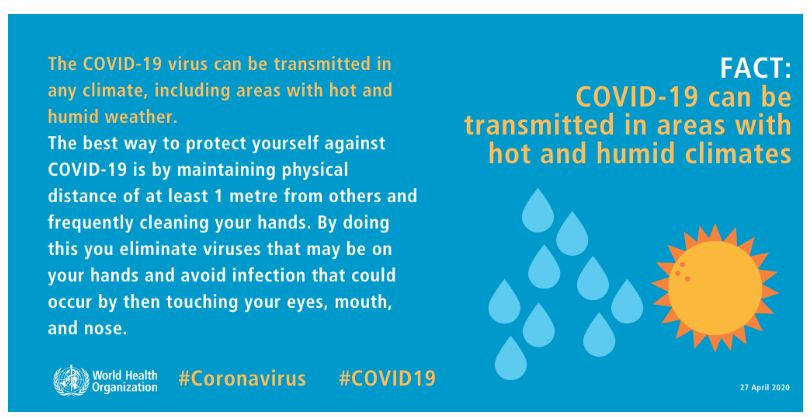 The COVID-19 virus can be transmitted in
any climate, including areas with hot and
humid weather.
The best way to protect yourself against
COVID-19 is by maintaining physical
distance of at least 1 metre from others and
frequently cleaning your hands. By doing
this you eliminate viruses that may be on
your hands and avoid infection that could
occur by then touching your eyes, mouth,
and nose.
FACT:
COVID-19 can be
transmitted in areas with
hot and humid climates
World Health
Organization
#Coronavirus #COVID19
27 April 2020